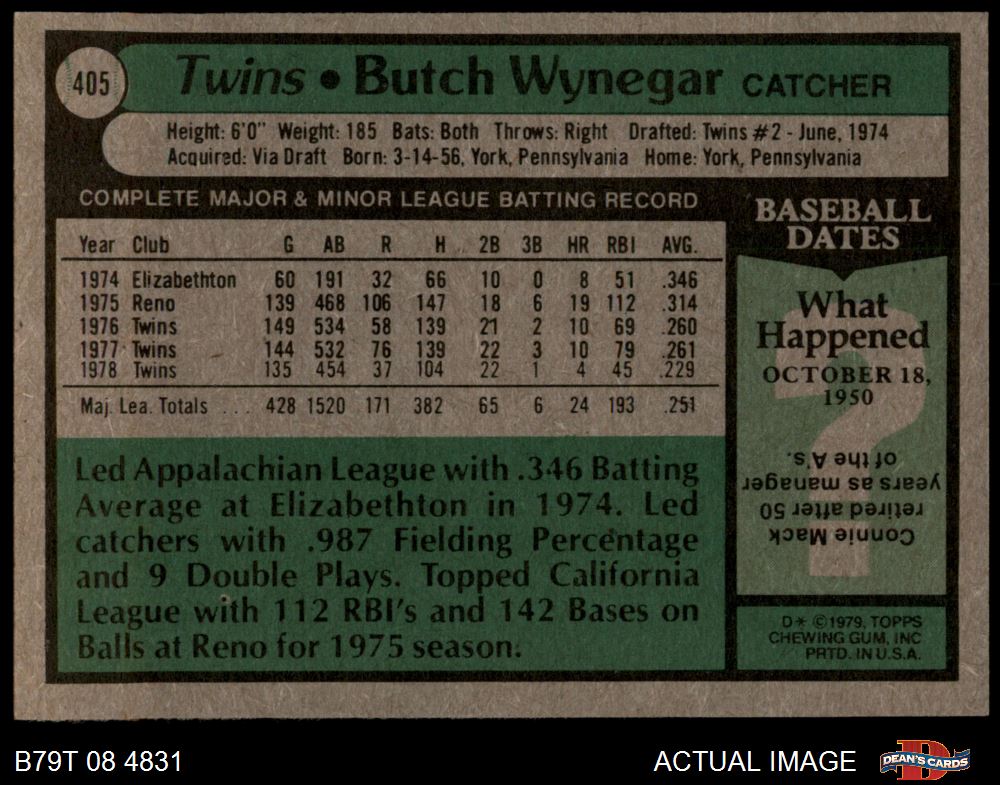 405
Twins • Butch Wynegar CATCHER
Height: 6'0" Weight: 185 Bats: Both Throws: Right Drafted: Twins #2 - June, 1974
Acquired: Via Draft Born: 3-14-56, York, Pennsylvania Home: York, Pennsylvania
COMPLETE MAJOR & MINOR LEAGUE BATTING RECORD
Year Club G AB R H 2B 3B HR RBI AVG.
1974 Elizabethton 60 191 32 66 10 0 8 51 .346
1975 Reno 139 468 106 147 18 6 19 112 .314
1976 Twins 149 534 58 139 21 2 10 69 .260
1977 Twins 144 532 76 139 22 3 10 79 .261
1978 Twins 135 454 37 104 22 1 4 45 .229
Maj. Lea. Totals ... 428 1520 171 382 65 6 24 193 .251
Led Appalachian League with .346 Batting
Average at Elizabethton in 1974. Led
catchers with .987 Fielding Percentage
and 9 Double Plays. Topped California
League with 112 RBI's and 142 Bases on
Balls at Reno for 1975 season.
BASEBALL
DATES
What
Happened
OCTOBER 18,
1950
Connie Mack
retired after 50
years as manager
of the A's.
D* ©1979, TOPPS
CHEWING GUM, INC
PRTD. IN U.S.A.
B79T 08 4831
ACTUAL IMAGE
D
DEAN'S CARDS